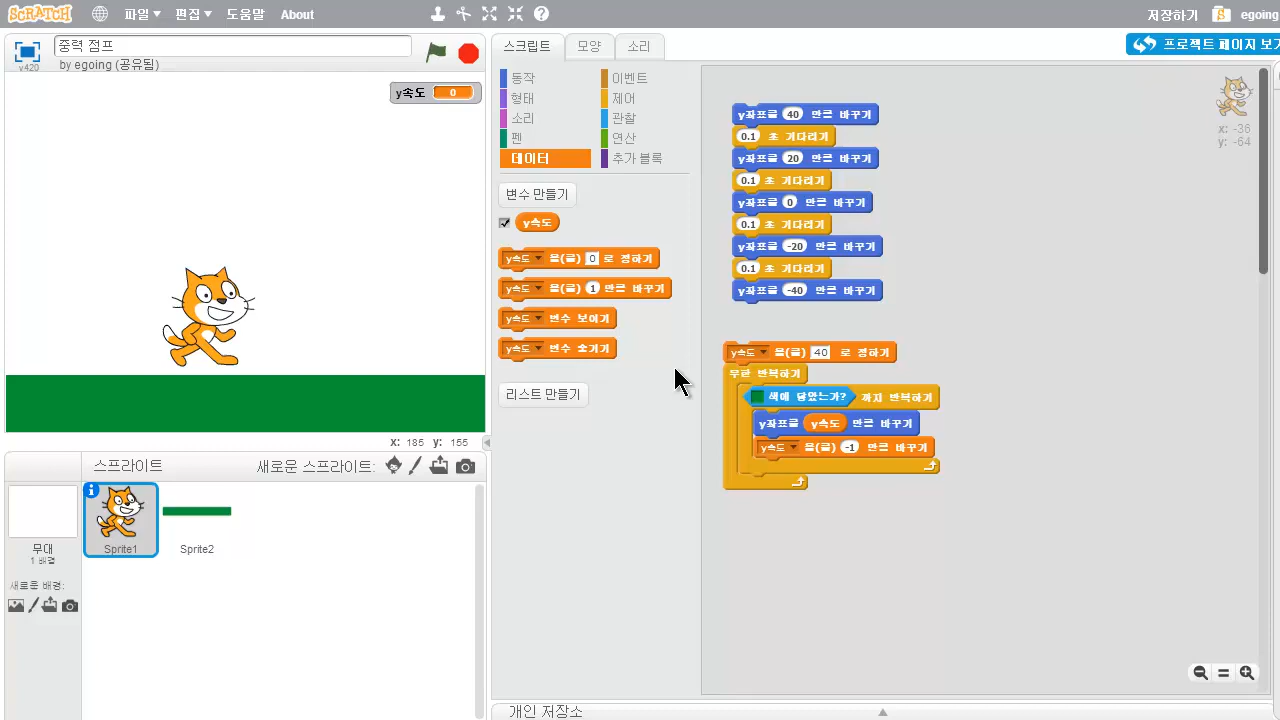 SCRATCH 파일▼ 편집▼ 도움말 About 저장하기 egoing
v420
중력 점프
by egoing (공유됨)
스크립트 모양 소리
프로젝트 페이지 보기
y속도 0
동작 이벤트
형태 제어
소리 관찰
펜 연산
데이터 추가 블록
변수 만들기
y속도
y속도 을(를) 0 로 정하기
y속도 을(를) 1 만큼 바꾸기
y속도 변수 보이기
y속도 변수 숨기기
리스트 만들기
y좌표를 40 만큼 바꾸기
0.1 초 기다리기
y좌표를 20 만큼 바꾸기
0.1 초 기다리기
y좌표를 0 만큼 바꾸기
0.1 초 기다리기
y좌표를 -20 만큼 바꾸기
0.1 초 기다리기
y좌표를 -40 만큼 바꾸기
y속도 을(를) 40 로 정하기
무한 반복하기
색에 닿았는가? 까지 반복하기
y좌표를 y속도 만큼 바꾸기
y속도 을(를) -1 만큼 바꾸기
x: -36
y: -64
x: 185 y: 155
스프라이트 새로운 스프라이트:
무대
1 배경
새로운 배경:
Sprite1
Sprite2
개인 저장소